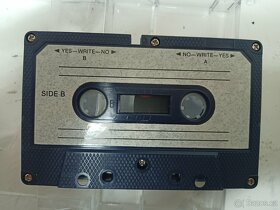 ◄ YES—WRITE—NO ►
B
◄ NO—WRITE—YES ►
A
SIDE B